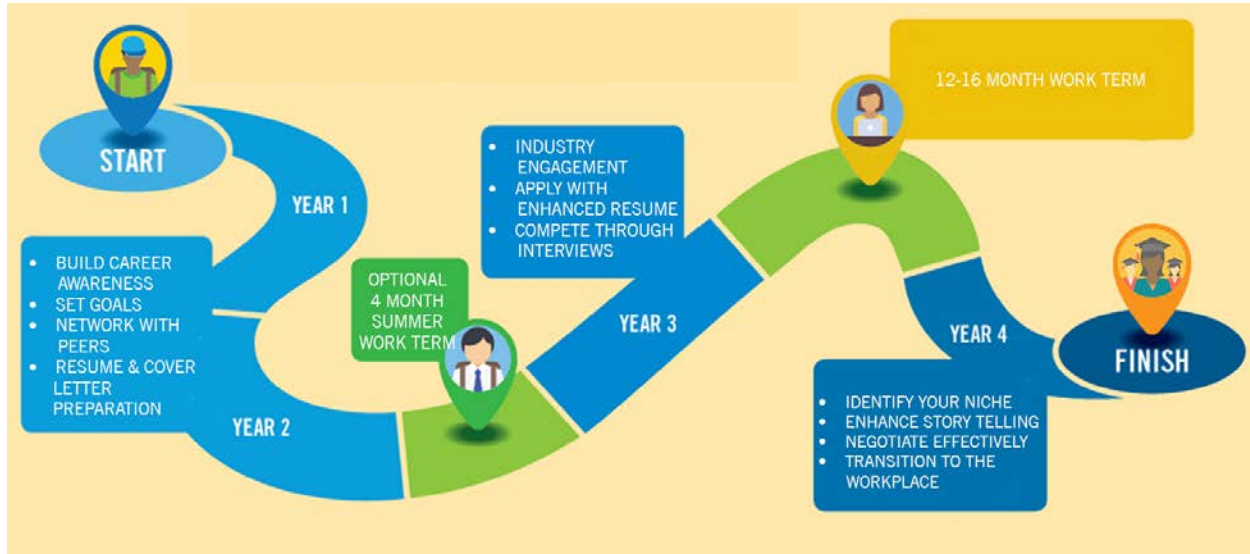 START
YEAR 1
• BUILD CAREER
AWARENESS
• SET GOALS
• NETWORK WITH
PEERS
• RESUME & COVER
LETTER
PREPARATION
YEAR 2
OPTIONAL
4 MONTH
SUMMER
WORK TERM
• INDUSTRY
ENGAGEMENT
• APPLY WITH
ENHANCED RESUME
• COMPETE THROUGH
INTERVIEWS
YEAR 3
12-16 MONTH WORK TERM
YEAR 4
• IDENTIFY YOUR NICHE
• ENHANCE STORY TELLING
• NEGOTIATE EFFECTIVELY
• TRANSITION TO THE
WORKPLACE
FINISH